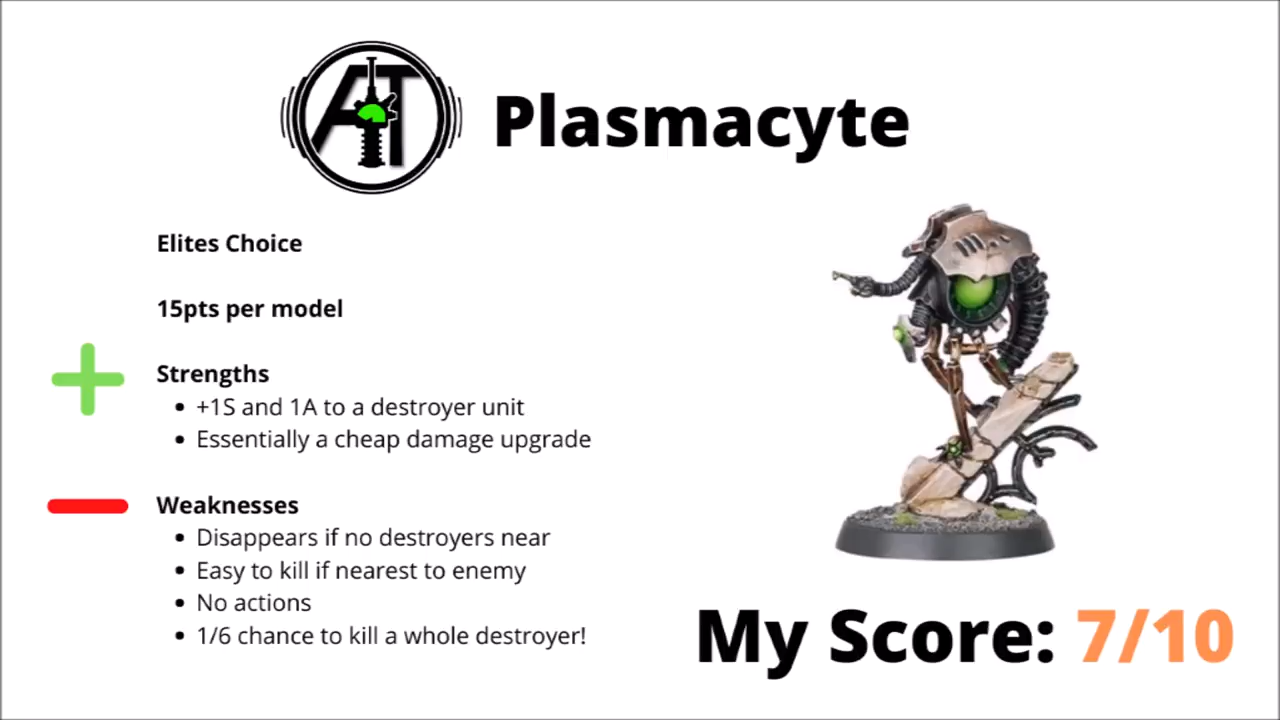 AT
Plasmacyte
Elites Choice
15pts per model
Strengths
• +1S and 1A to a destroyer unit
• Essentially a cheap damage upgrade
Weaknesses
• Disappears if no destroyers near
• Easy to kill if nearest to enemy
• No actions
• 1/6 chance to kill a whole destroyer!
My Score: 7/10